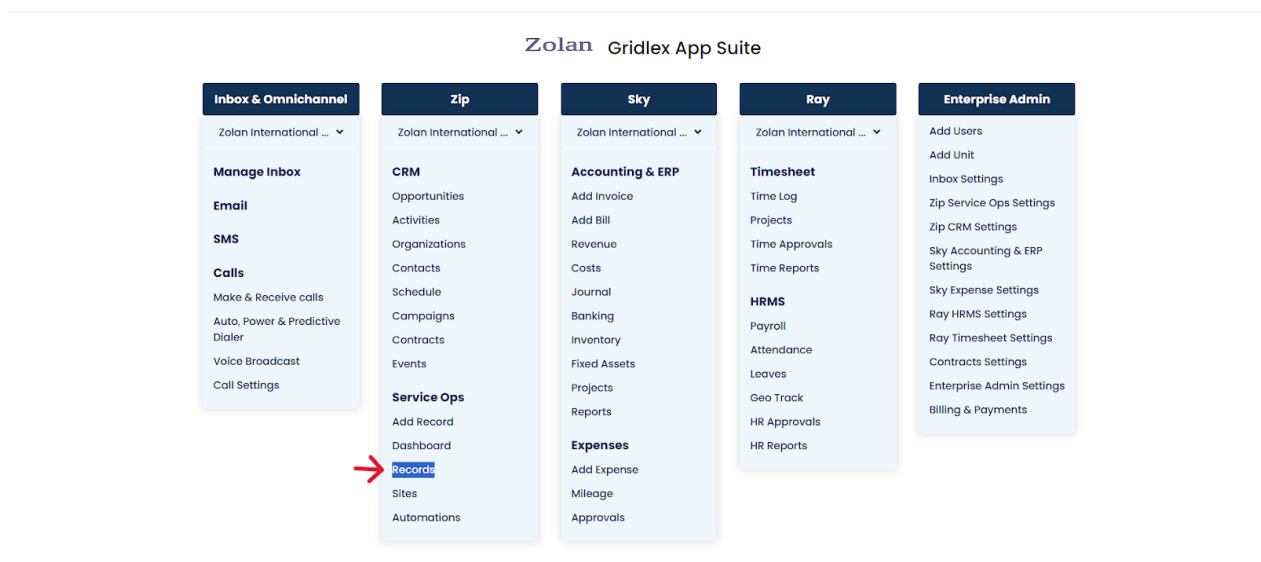 Zolan Gridlex App Suite
Inbox & Omnichannel
Zolan International ...
Manage Inbox
Email
SMS
Calls
Make & Receive calls
Auto, Power & Predictive
Dialer
Voice Broadcast
Call Settings
Zip
Zolan International ...
CRM
Opportunities
Activities
Organizations
Contacts
Schedule
Campaigns
Contracts
Events
Service Ops
Add Record
Dashboard
Records
Sites
Automations
Sky
Zolan International ...
Accounting & ERP
Add Invoice
Add Bill
Revenue
Costs
Journal
Banking
Inventory
Fixed Assets
Projects
Reports
Expenses
Add Expense
Mileage
Approvals
Ray
Zolan International ...
Timesheet
Time Log
Projects
Time Approvals
Time Reports
HRMS
Payroll
Attendance
Leaves
Geo Track
HR Approvals
HR Reports
Enterprise Admin
Add Users
Add Unit
Inbox Settings
Zip Service Ops Settings
Zip CRM Settings
Sky Accounting & ERP
Settings
Sky Expense Settings
Ray HRMS Settings
Ray Timesheet Settings
Contracts Settings
Enterprise Admin Settings
Billing & Payments